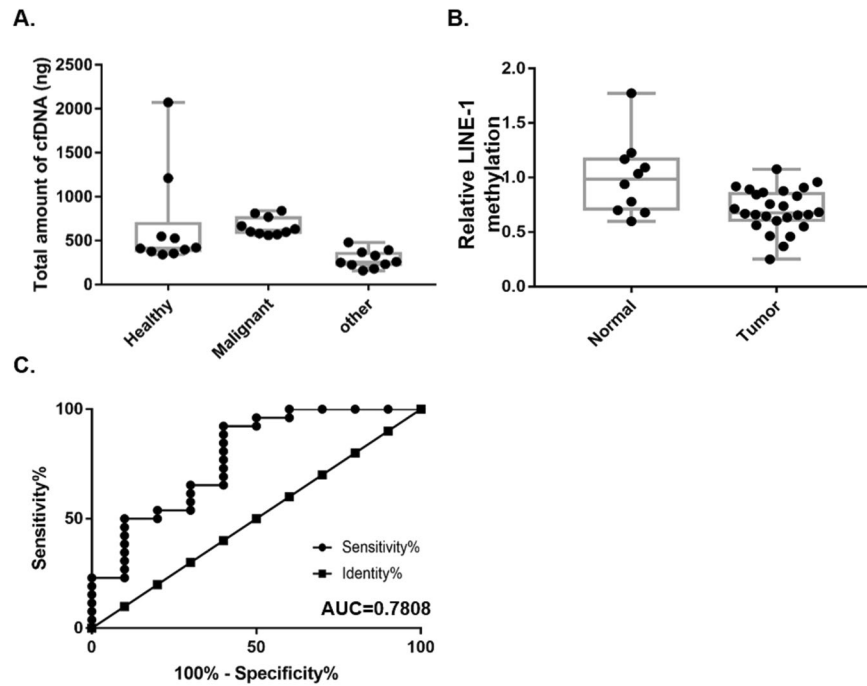 A.
Total amount of cfDNA (ng)
2500
2000
1500
1000
500
0
Healthy
Malignant
other
B.
Relative LINE-1
methylation
2.0
1.5
1.0
0.5
0.0
Normal
Tumor
C.
Sensitivity%
100
50
0
Sensitivity%
Identity%
AUC=0.7808
0
50
100
100% - Specificity%